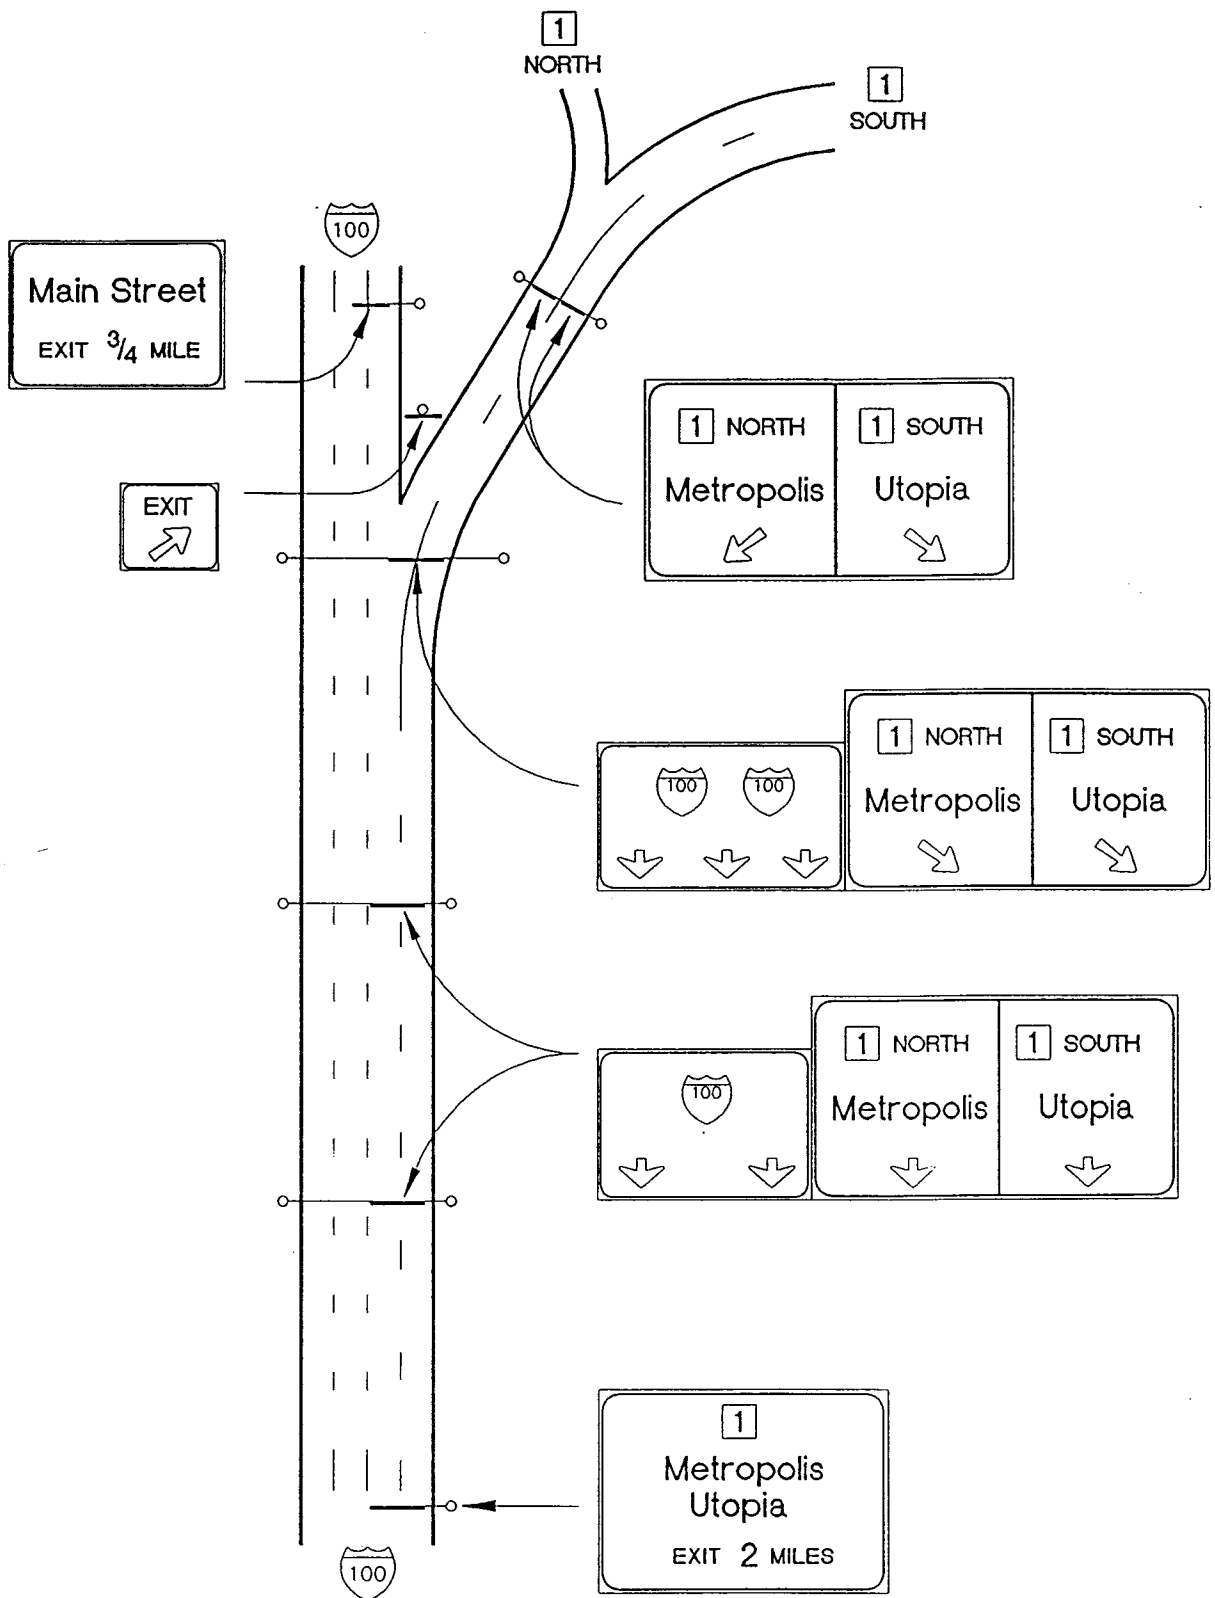 1
NORTH
1
SOUTH
100
Main Street
EXIT 3/4 MILE
EXIT
1 NORTH
Metropolis
1 SOUTH
Utopia
100 100
1 NORTH
Metropolis
1 SOUTH
Utopia
100
1 NORTH
Metropolis
1 SOUTH
Utopia
1
Metropolis
Utopia
EXIT 2 MILES
100